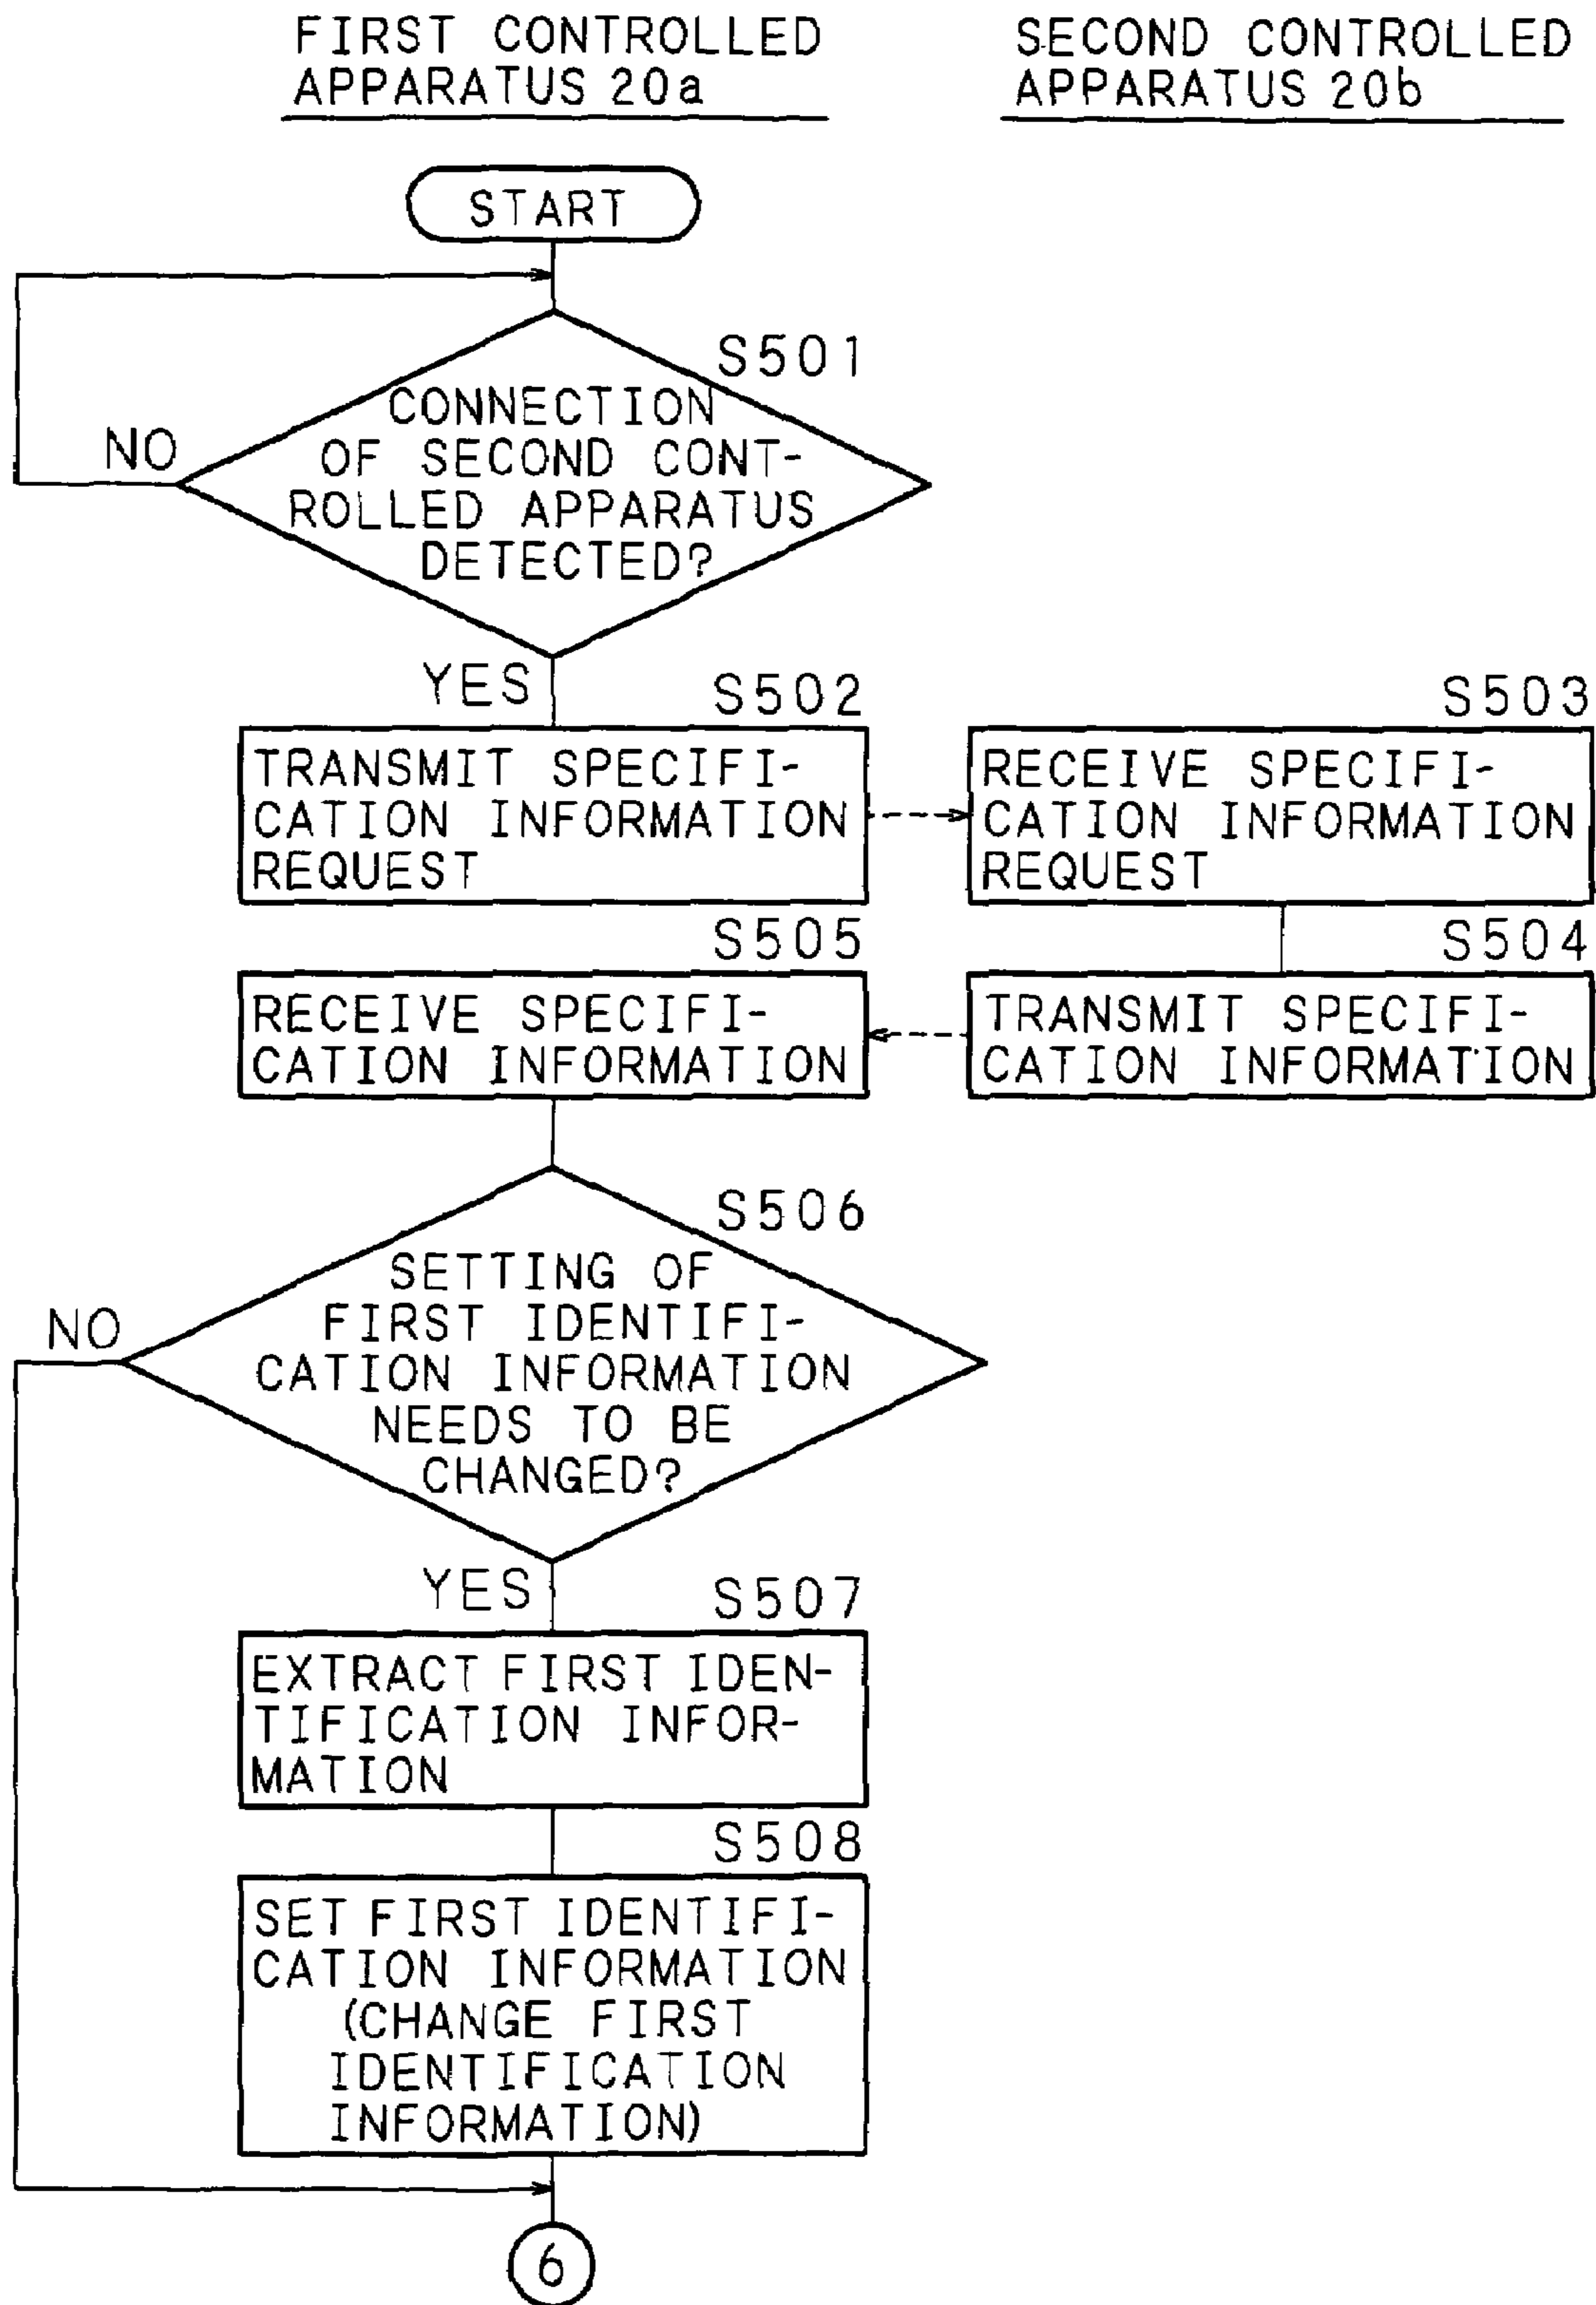 FIRST CONTROLLED
APPARATUS 20a
SECOND CONTROLLED
APPARATUS 20b
START
S501
CONNECTION
OF SECOND CONT-
ROLLED APPARATUS
DETECTED?
NO
YES
S502
TRANSMIT SPECIFI-
CATION INFORMATION
REQUEST
S503
RECEIVE SPECIFI-
CATION INFORMATION
REQUEST
S504
TRANSMIT SPECIFI-
CATION INFORMATION
S505
RECEIVE SPECIFI-
CATION INFORMATION
S506
SETTING OF
FIRST IDENTIFI-
CATION INFORMATION
NEEDS TO BE
CHANGED?
NO
YES
S507
EXTRACT FIRST IDEN-
TIFICATION INFOR-
MATION
S508
SET FIRST IDENTIFI-
CATION INFORMATION
(CHANGE FIRST
IDENTIFICATION
INFORMATION)
6